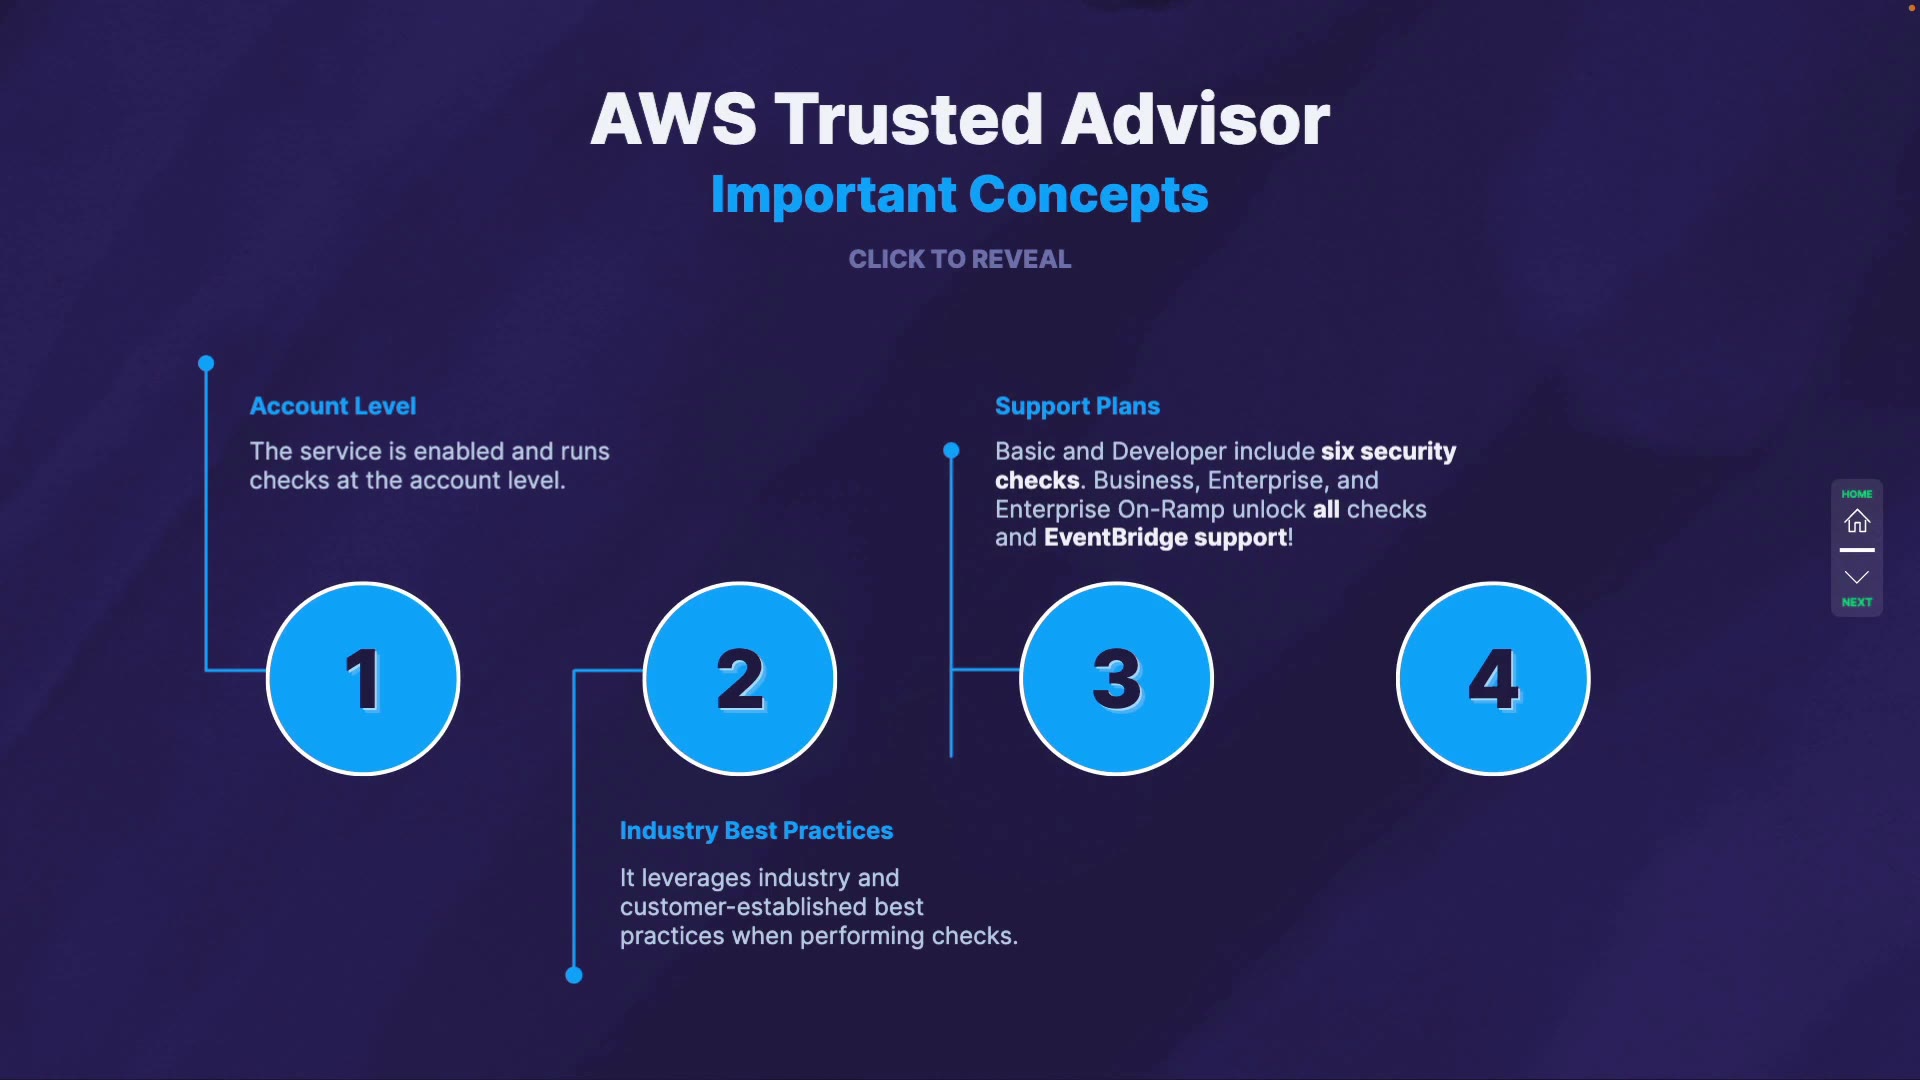 AWS Trusted Advisor
Important Concepts
CLICK TO REVEAL
Account Level
The service is enabled and runs
checks at the account level.
Support Plans
Basic and Developer include six security
checks. Business, Enterprise, and
Enterprise On-Ramp unlock all checks
and EventBridge support!
HOME
NEXT
1
2
3
4
Industry Best Practices
It leverages industry and
customer-established best
practices when performing checks.